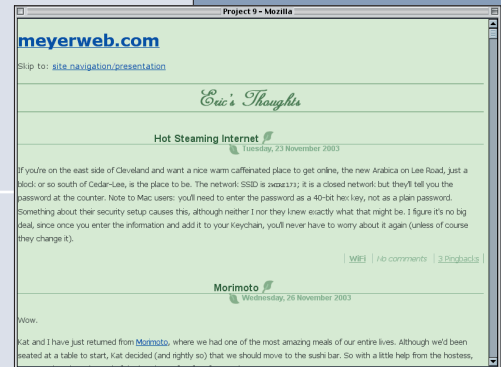 Project 9 - Mozilla
meyerweb.com
Skip to: site navigation/presentation
Eric's Thoughts
Hot Steaming Internet
Tuesday, 23 November 2003
If you're on the east side of Cleveland and want a nice warm caffeinated place to get online, the new Arabica on Lee Road, just a
block or so south of Cedar-Lee, is the place to be. The network SSID is; it is a closed network but they'll tell you the
password at the counter. Note to Mac users: you'll need to enter the password as a 40-bit hex key, not as a plain password.
Something about their security setup causes this, although neither I nor they knew exactly what that might be. I figure it's no big
deal, since once you enter the information and add it to your Keychain, you'll never have to worry about it again (unless of course
they change it).
WiFi | No comments | 3 Pingbacks
Morimoto
Wednesday, 26 November 2003
Wow.
Kat and I have just returned from Morimoto, where we had one of the most amazing meals of our entire lives. Although we'd been
seated at a table to start, Kat decided (and rightly so) that we should move to the sushi bar. So with a little help from the hostess,